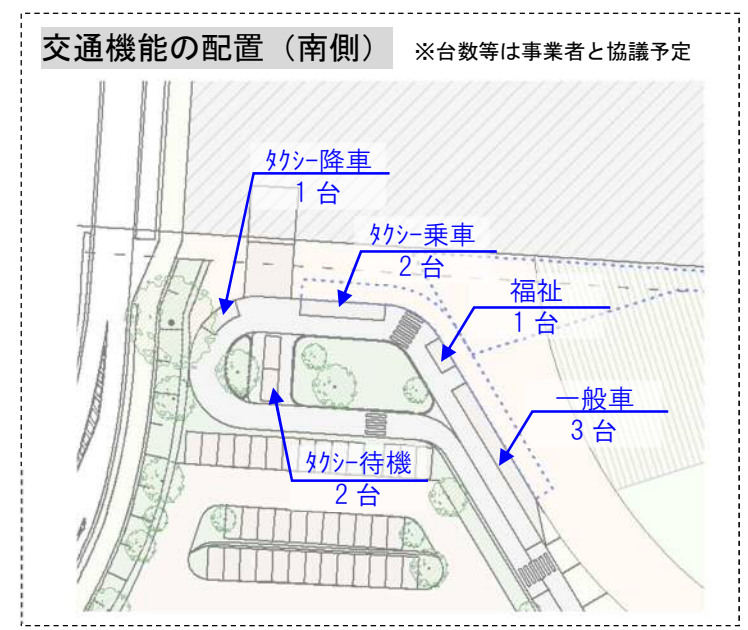 交通機能の配置（南側） ※台数等は事業者と協議予定
ﾀｸｼｰ降車
1 台
ﾀｸｼｰ乗車
2 台
福祉
1 台
一般車
3 台
ﾀｸｼｰ待機
2 台